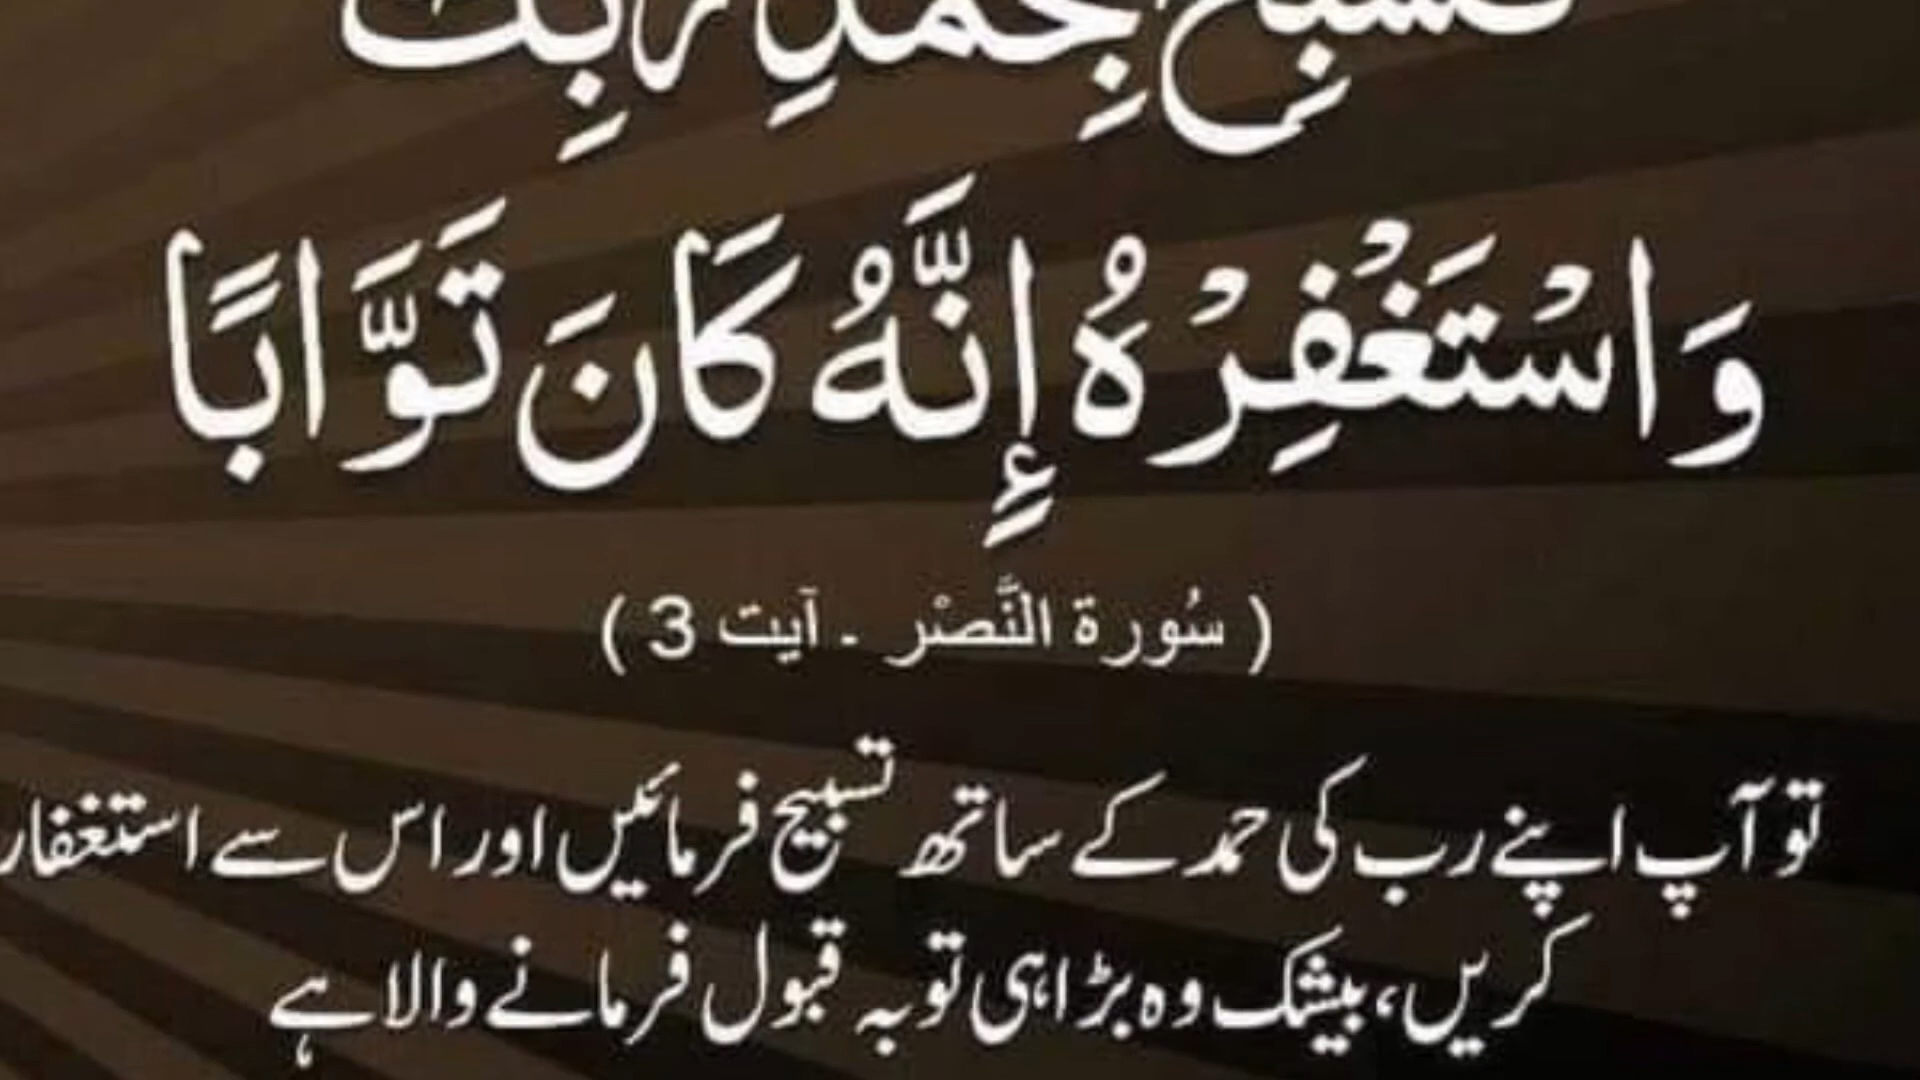 فَسَبِّحْ بِحَمْدِ رَبِّكَ
وَاسْتَغْفِرْهُ إِنَّهُ كَانَ تَوَّابًا
( سُورة النَّصْر ۔ آیت 3 )
تو آپ اپنے رب کی حمد کے ساتھ تسبیح فرمائیں اور اس سے استغفار
کریں، بیشک وہ بڑا ہی توبہ قبول فرمانے والا ہے